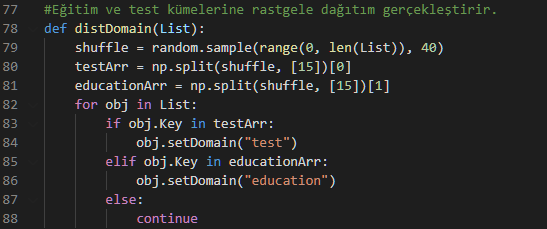 77 #Eğitim ve test kümelerine rastgele dağıtım gerçekleştirir.
78 def distDomain(List):
79     shuffle = random.sample(range(0, len(List)), 40)
80     testArr = np.split(shuffle, [15])[0]
81     educationArr = np.split(shuffle, [15])[1]
82     for obj in List:
83         if obj.Key in testArr:
84             obj.setDomain("test")
85         elif obj.Key in educationArr:
86             obj.setDomain("education")
87         else:
88             continue